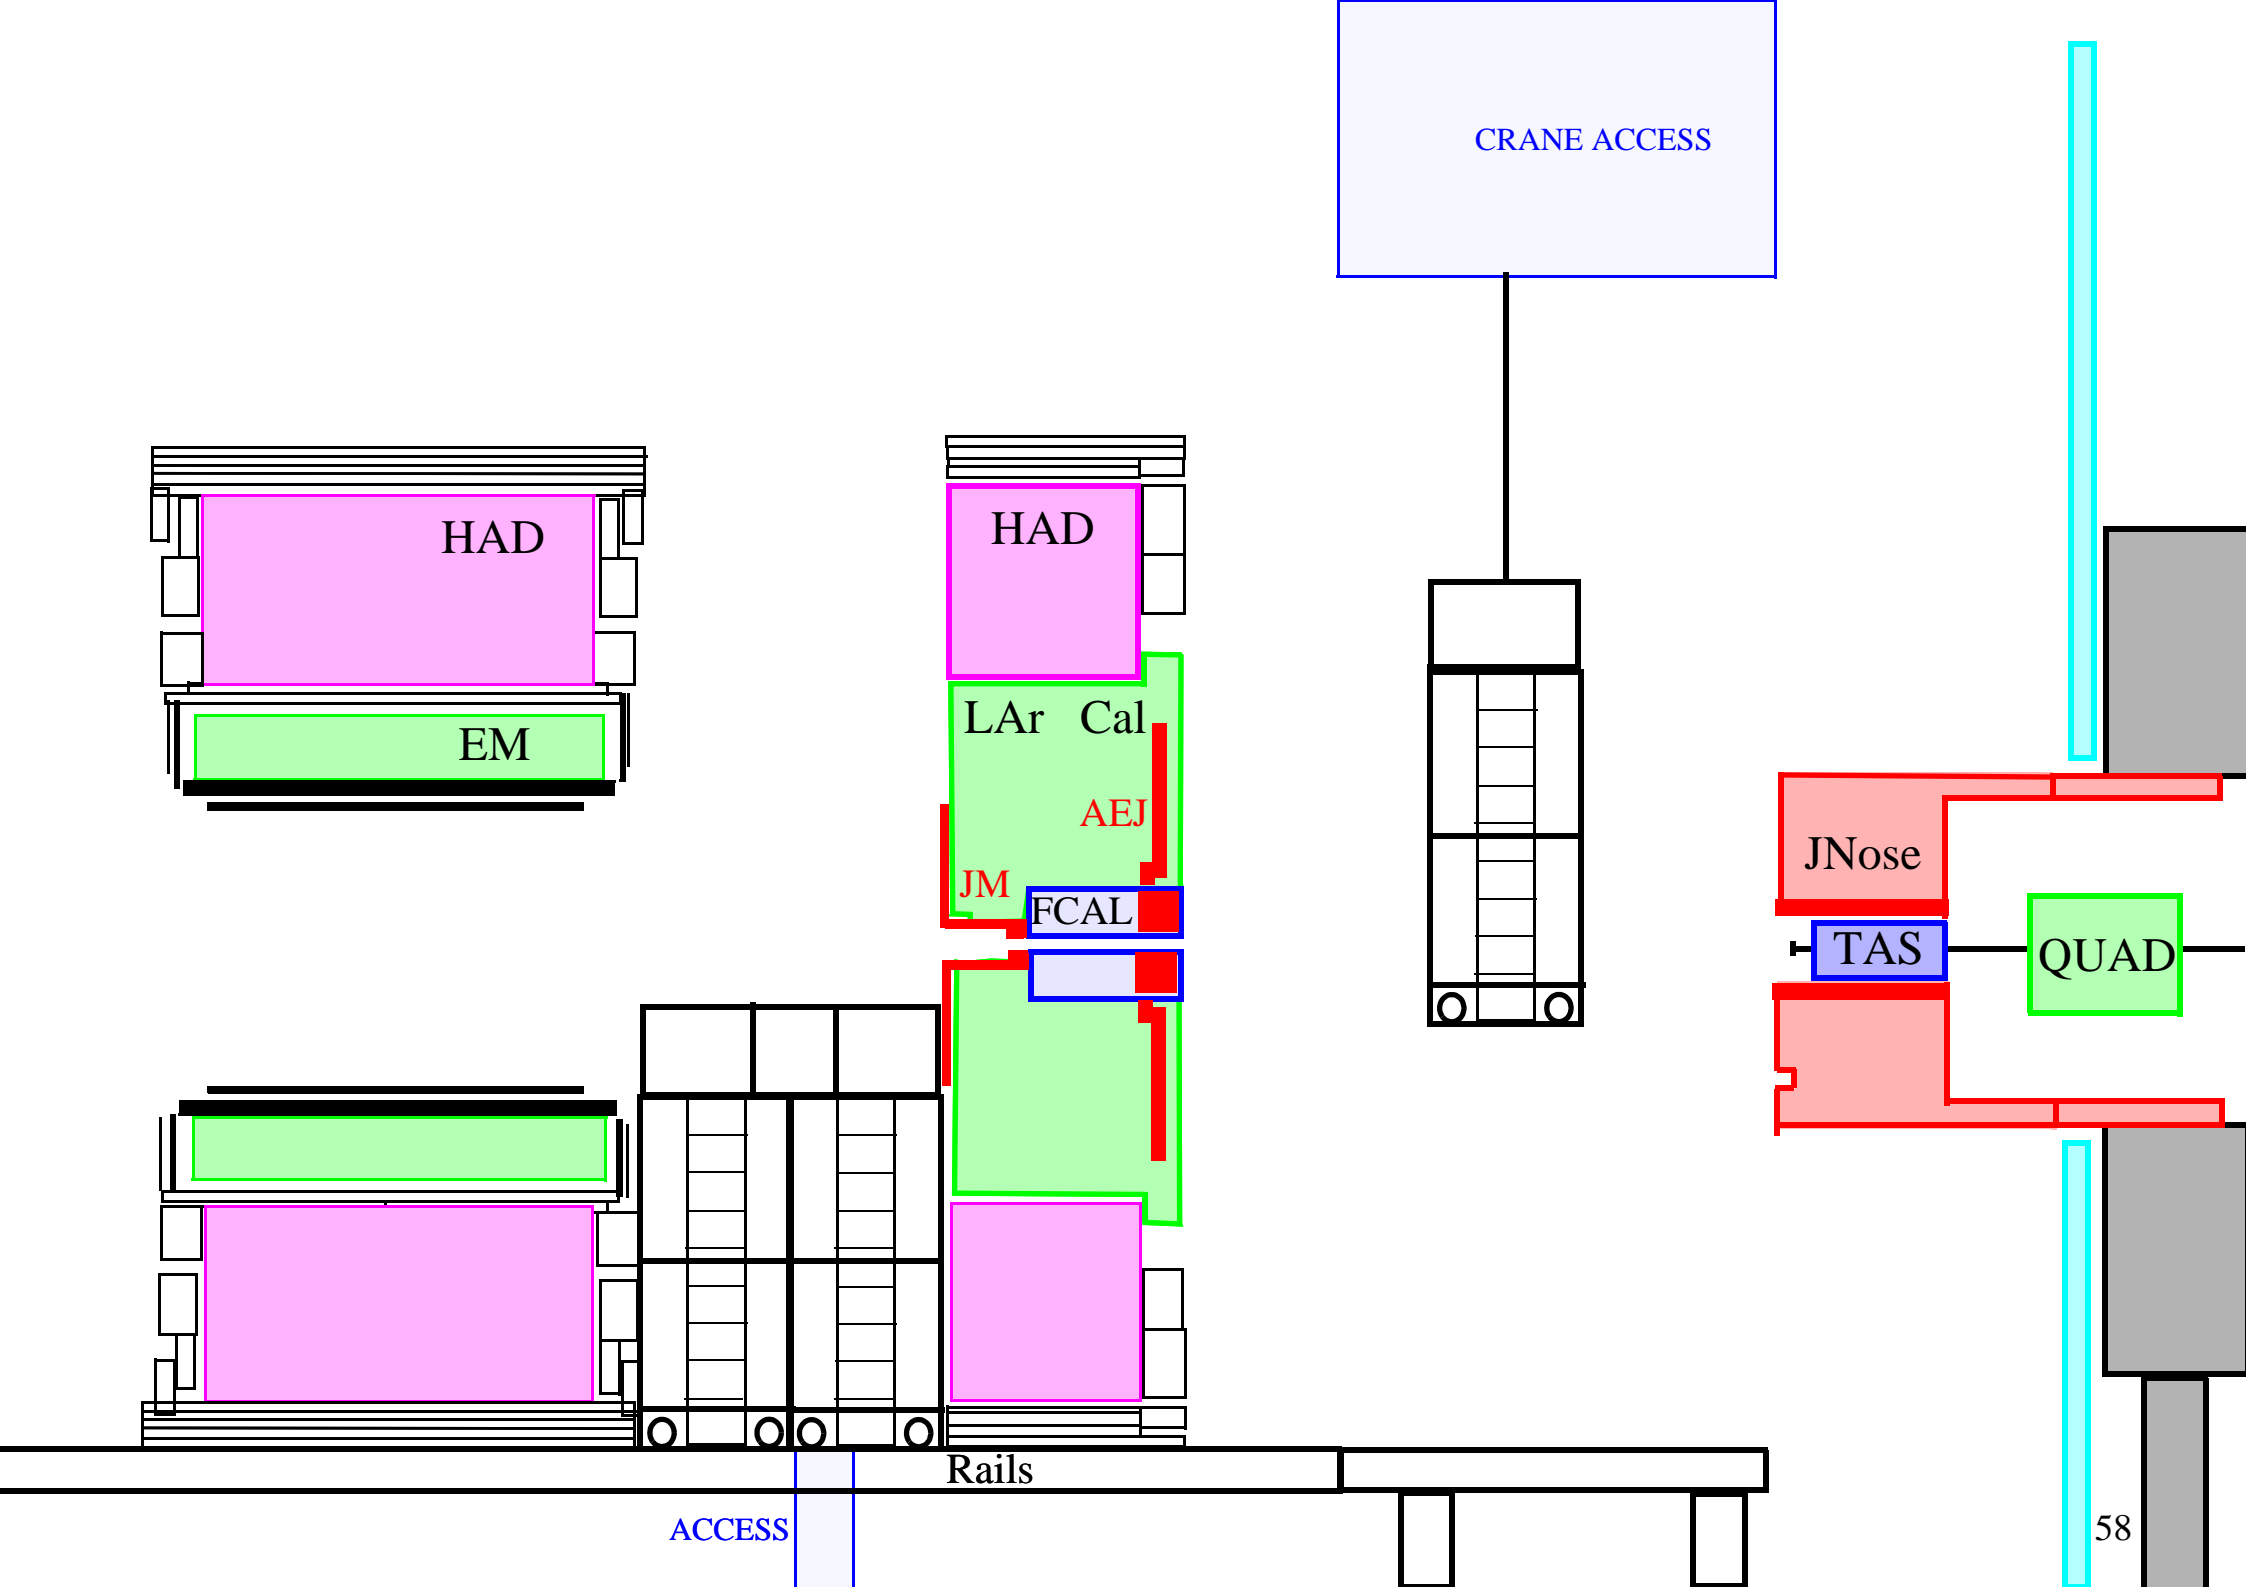 CRANE ACCESS
HAD
HAD
LAr Cal
EM
AEJ
JNose
JM
FCAL
TAS
QUAD
Rails
ACCESS
58